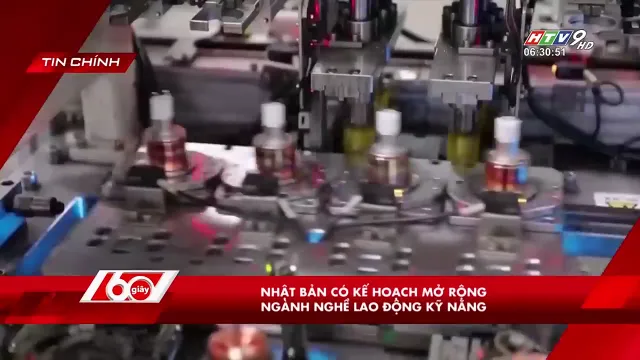 TIN CHÍNH
HTV9 HD
06:30:51
60 giây
NHẬT BẢN CÓ KẾ HOẠCH MỞ RỘNG
NGÀNH NGHỀ LAO ĐỘNG KỸ NĂNG